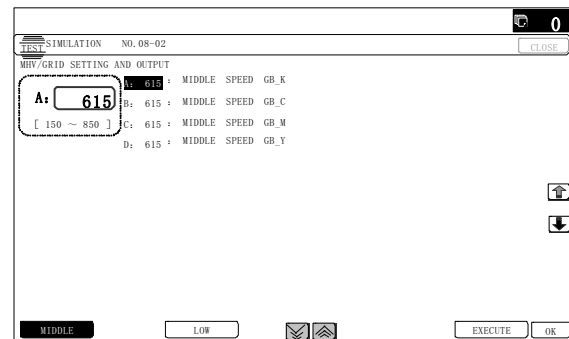 0
TEST SIMULATION NO.08-02
CLOSE
MHV/GRID SETTING AND OUTPUT
A: 615
[ 150 ~ 850 ]
A: 615 : MIDDLE SPEED GB_K
B: 615 : MIDDLE SPEED GB_C
C: 615 : MIDDLE SPEED GB_M
D: 615 : MIDDLE SPEED GB_Y
MIDDLE LOW EXECUTE OK